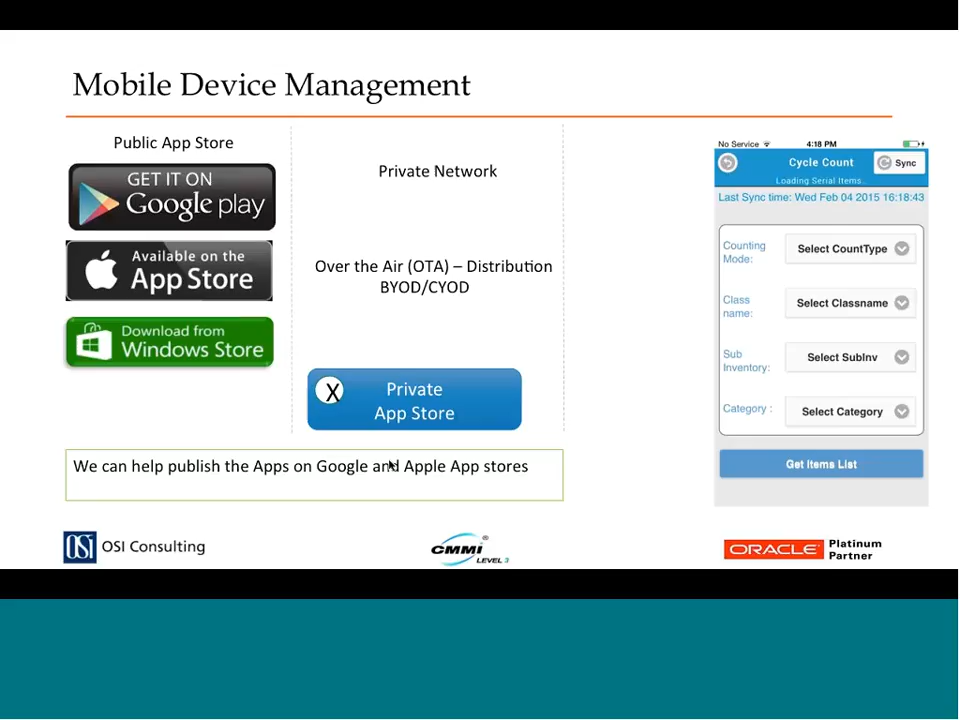 Mobile Device Management
Public App Store
GET IT ON
Google play
Available on the
App Store
Download from
Windows Store
Private Network
Over the Air (OTA) – Distribution
BYOD/CYOD
X
Private
App Store
We can help publish the Apps on Google and Apple App stores
No Service
4:18 PM
Cycle Count
Sync
Loading Serial Items..
Last Sync time: Wed Feb 04 2015 16:18:43
Counting
Mode:
Select CountType
Class
name:
Select Classname
Sub
Inventory:
Select SubInv
Category :
Select Category
Get Items List
OSI
OSI Consulting
CMMI®
LEVEL 3
ORACLE
Platinum
Partner